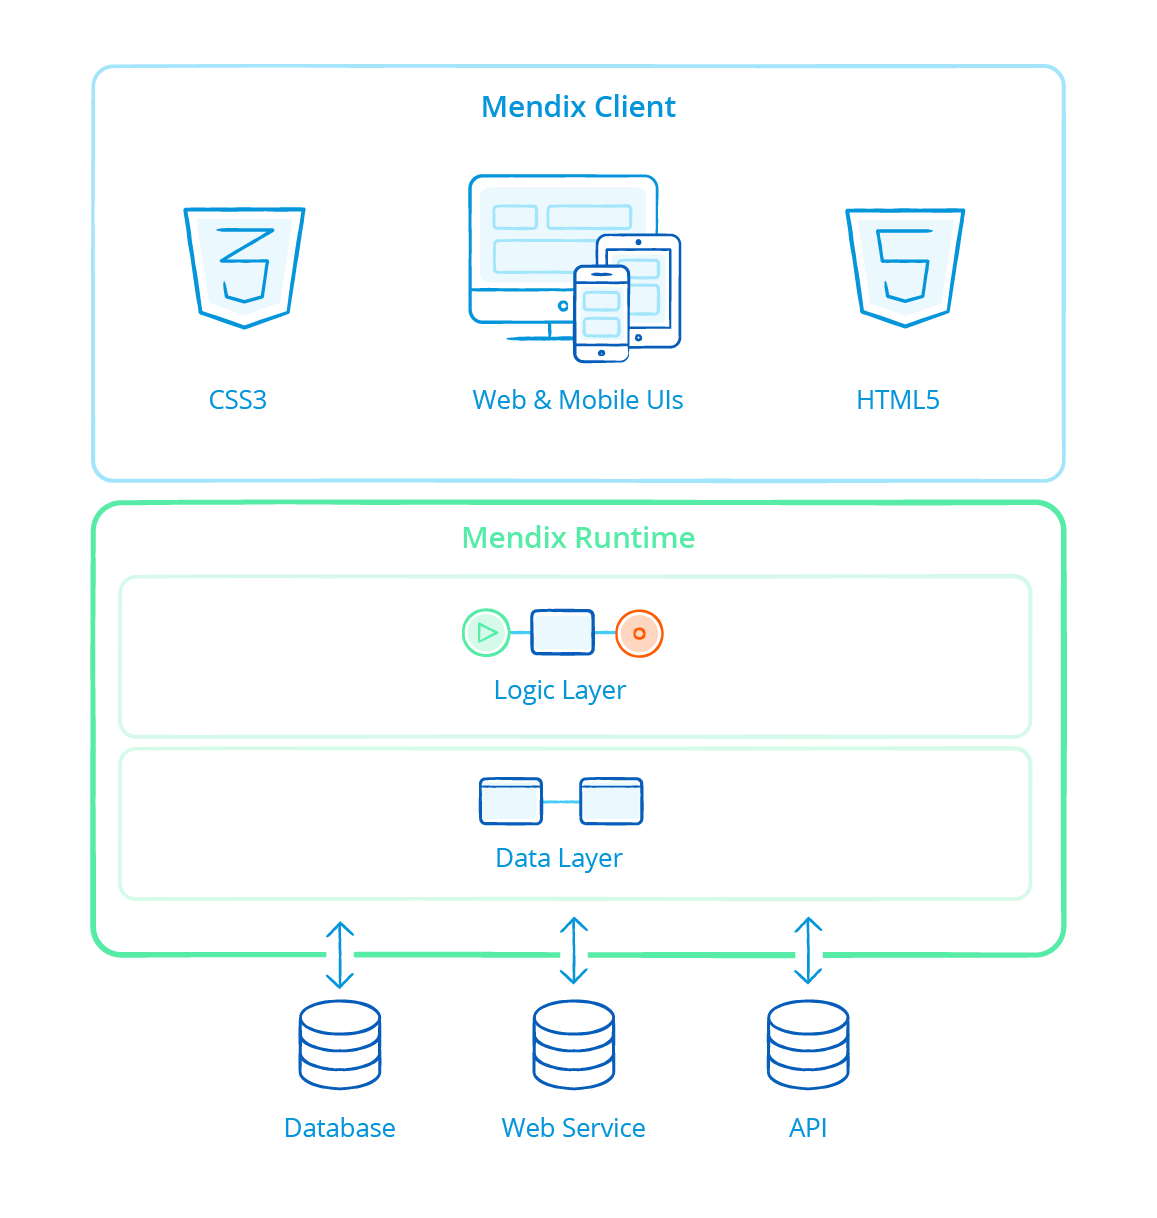 Mendix Client
CSS3
Web & Mobile UIs
HTML5
Mendix Runtime
Logic Layer
Data Layer
Database
Web Service
API